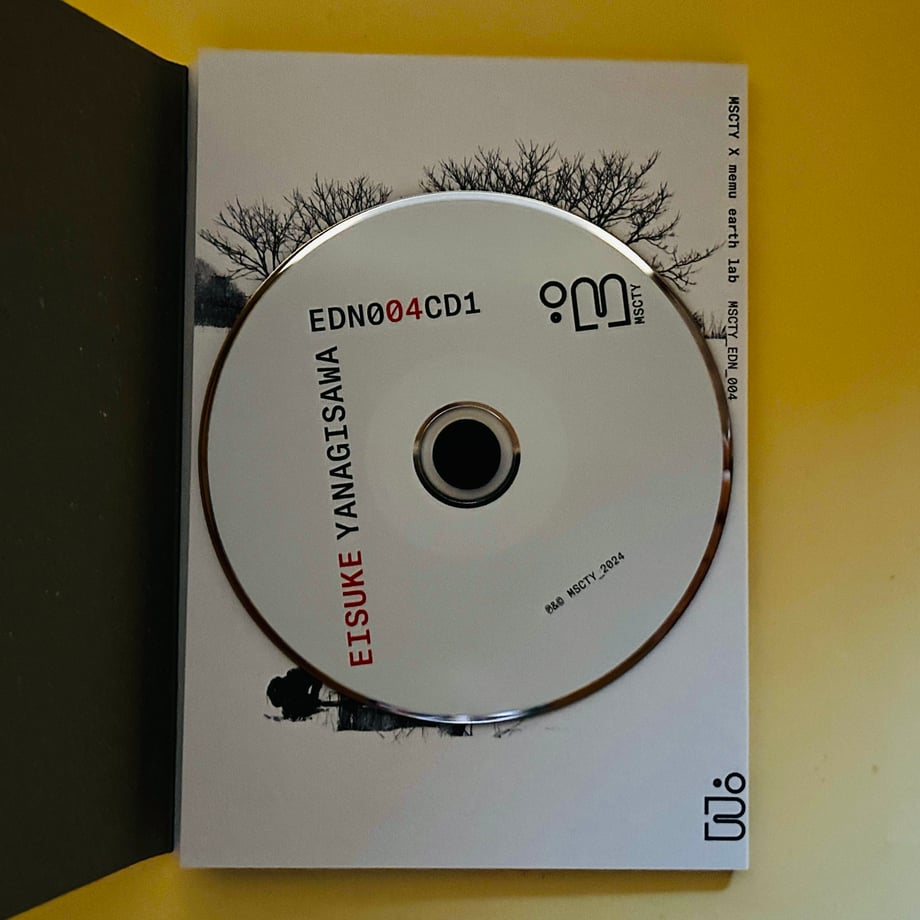 EDN004CD1
MSCTY
EISUKE YANAGISAWA
℗&© MSCTY_2024
MSCTY X memu earth lab MSCTY_EDN_004